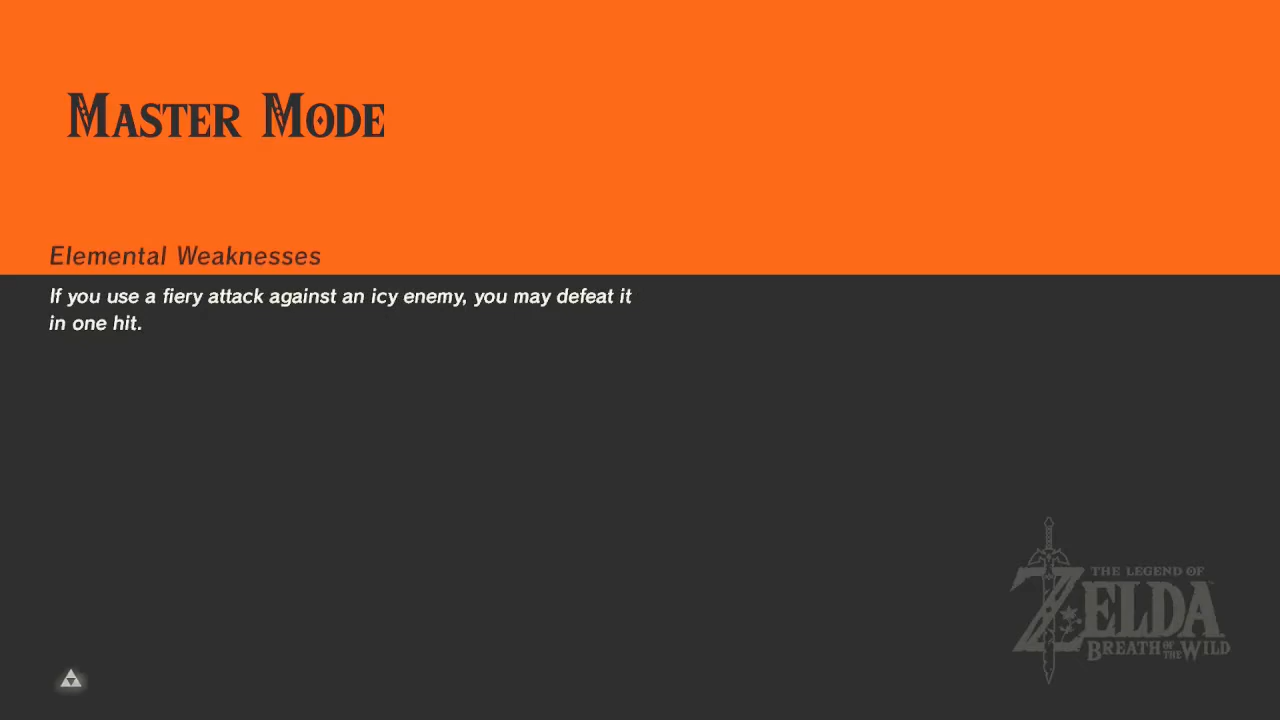 Master Mode
Elemental Weaknesses
If you use a fiery attack against an icy enemy, you may defeat it
in one hit.
THE LEGEND OF
ZELDA
BREATH OF THE WILD